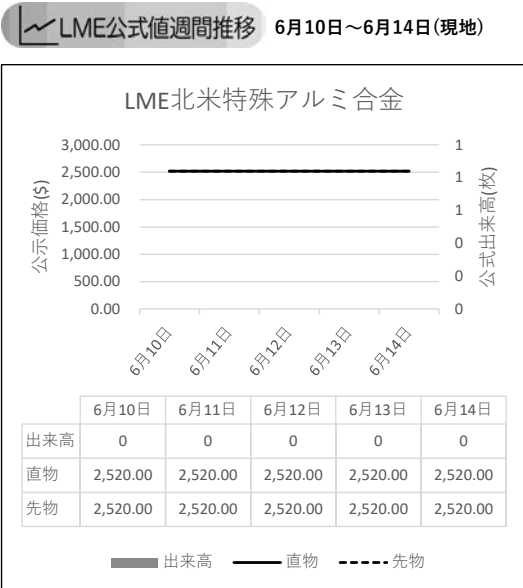 LME公式値週間推移 6月10日～6月14日(現地)
LME北米特殊アルミ合金
公示価格($)
3,000.00
2,500.00
2,000.00
1,500.00
1,000.00
500.00
0.00
1
1
1
0
0
0
公式出来高(枚)
6月10日 6月11日 6月12日 6月13日 6月14日
6月10日 6月11日 6月12日 6月13日 6月14日
出来高 0 0 0 0 0
直物 2,520.00 2,520.00 2,520.00 2,520.00 2,520.00
先物 2,520.00 2,520.00 2,520.00 2,520.00 2,520.00
出来高 直物 先物